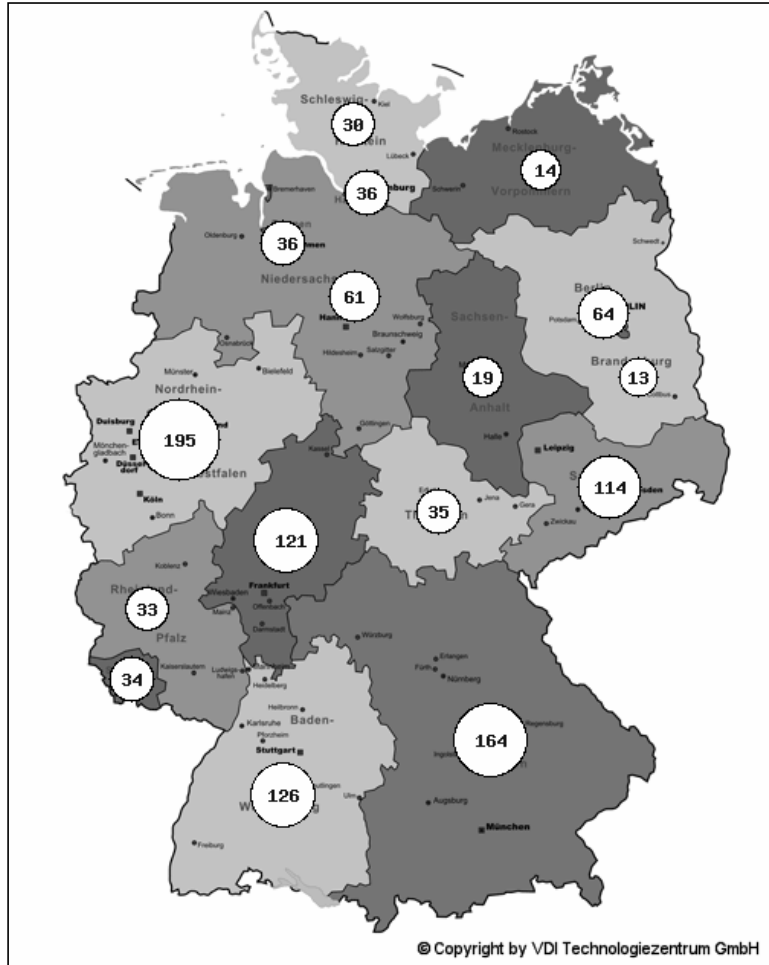 Schleswig-
Kiel
30
Lübeck
Rostock
Mecklenburg-
14
Schwerin
Vorpommern
36
Bremerhaven
Oldenburg
36
Schwedt
Niedersachsen
61
Wolfsburg
Braunschweig
Hildesheim
Salzgitter
Osnabrück
Göttingen
Sachsen-
19
Anhalt
Halle
Berlin
64
Potsdam
Brandenburg
13
Cottbus
Münster
Bielefeld
Nordrhein-
Duisburg
195
Mönchen-
gladbach
Düssel
dorf
Köln
Bonn
Kassel
121
Jena
Gera
35
Leipzig
114
Zwickau
Koblenz
Rheinland-
33
Pfalz
Wiesbaden
Frankfurt
Mainz
Offenbach
Darmstadt
34
Kaiserslautern
Ludwigs-
hafen
Heidelberg
Würzburg
Erlangen
Fürth
Nürnberg
Heilbronn
Baden-
Karlsruhe
Pforzheim
Stuttgart
126
Ulm
Freiburg
164
Regensburg
Augsburg
München
© Copyright by VDI Technologiezentrum GmbH